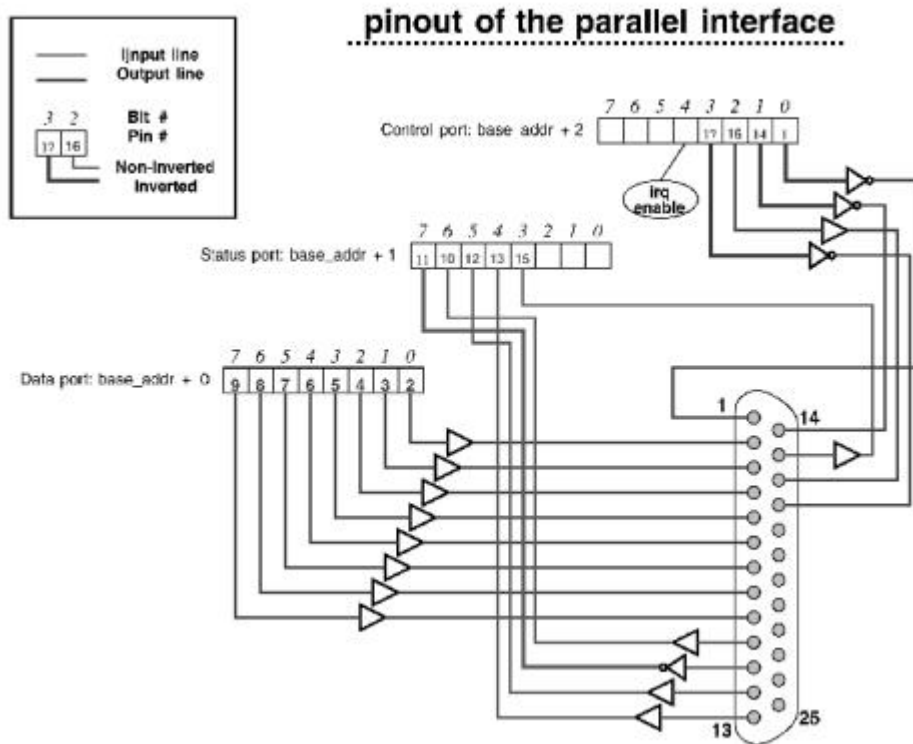 pinout of the parallel interface
Ijnput line
Output line
3 2
Bit #
17 16
Pin #
Non-Inverted
Inverted
7 6 5 4 3 2 1 0
Control port: base addr + 2
17 16 14 1
irq
enable
7 6 5 4 3 2 1 0
Status port: base_addr + 1
11 10 12 13 15
7 6 5 4 3 2 1 0
Data port: base_addr + 0
9 8 7 6 5 4 3 2
1
14
13
25